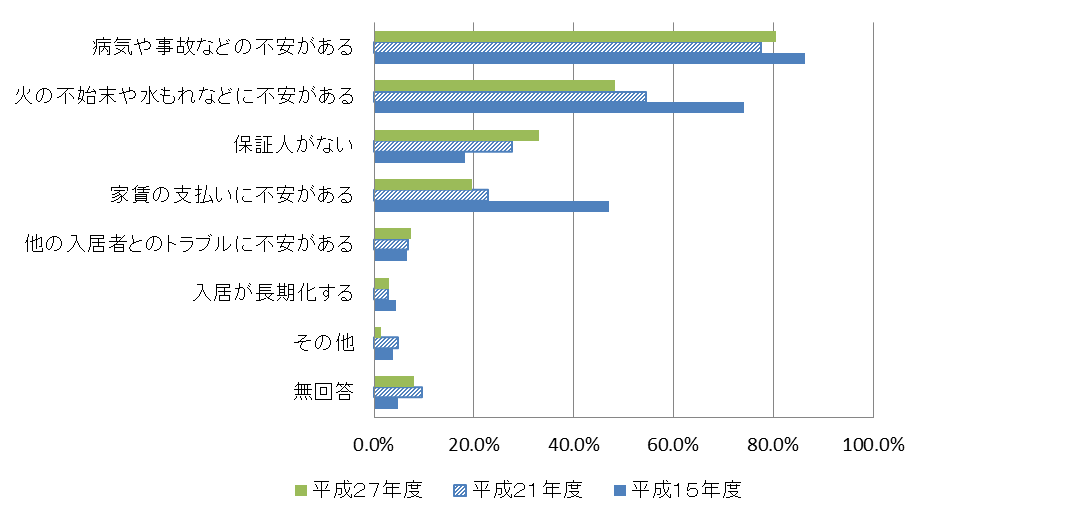 病気や事故などの不安がある
火の不始末や水もれなどに不安がある
保証人がない
家賃の支払いに不安がある
他の入居者とのトラブルに不安がある
入居が長期化する
その他
無回答
0.0% 20.0% 40.0% 60.0% 80.0% 100.0%
平成27年度 平成21年度 平成15年度